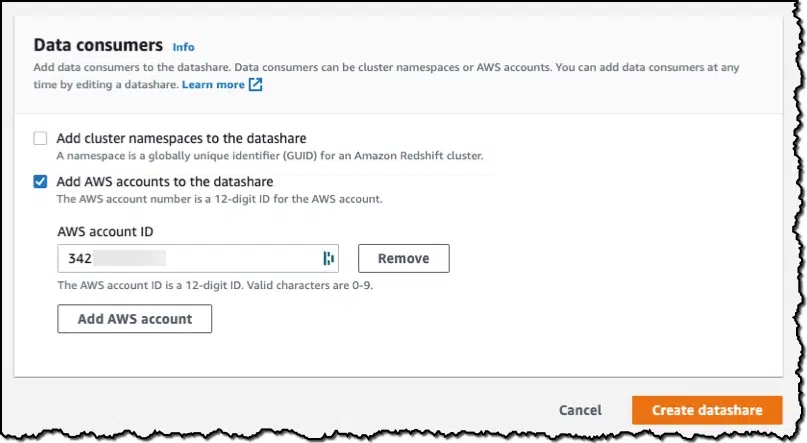 Data consumers Info
Add data consumers to the datashare. Data consumers can be cluster namespaces or AWS accounts. You can add data consumers at any
time by editing a datashare. Learn more
Add cluster namespaces to the datashare
A namespace is a globally unique identifier (GUID) for an Amazon Redshift cluster.
Add AWS accounts to the datashare
The AWS account number is a 12-digit ID for the AWS account.
AWS account ID
342
Remove
The AWS account ID is a 12-digit ID. Valid characters are 0-9.
Add AWS account
Cancel
Create datashare